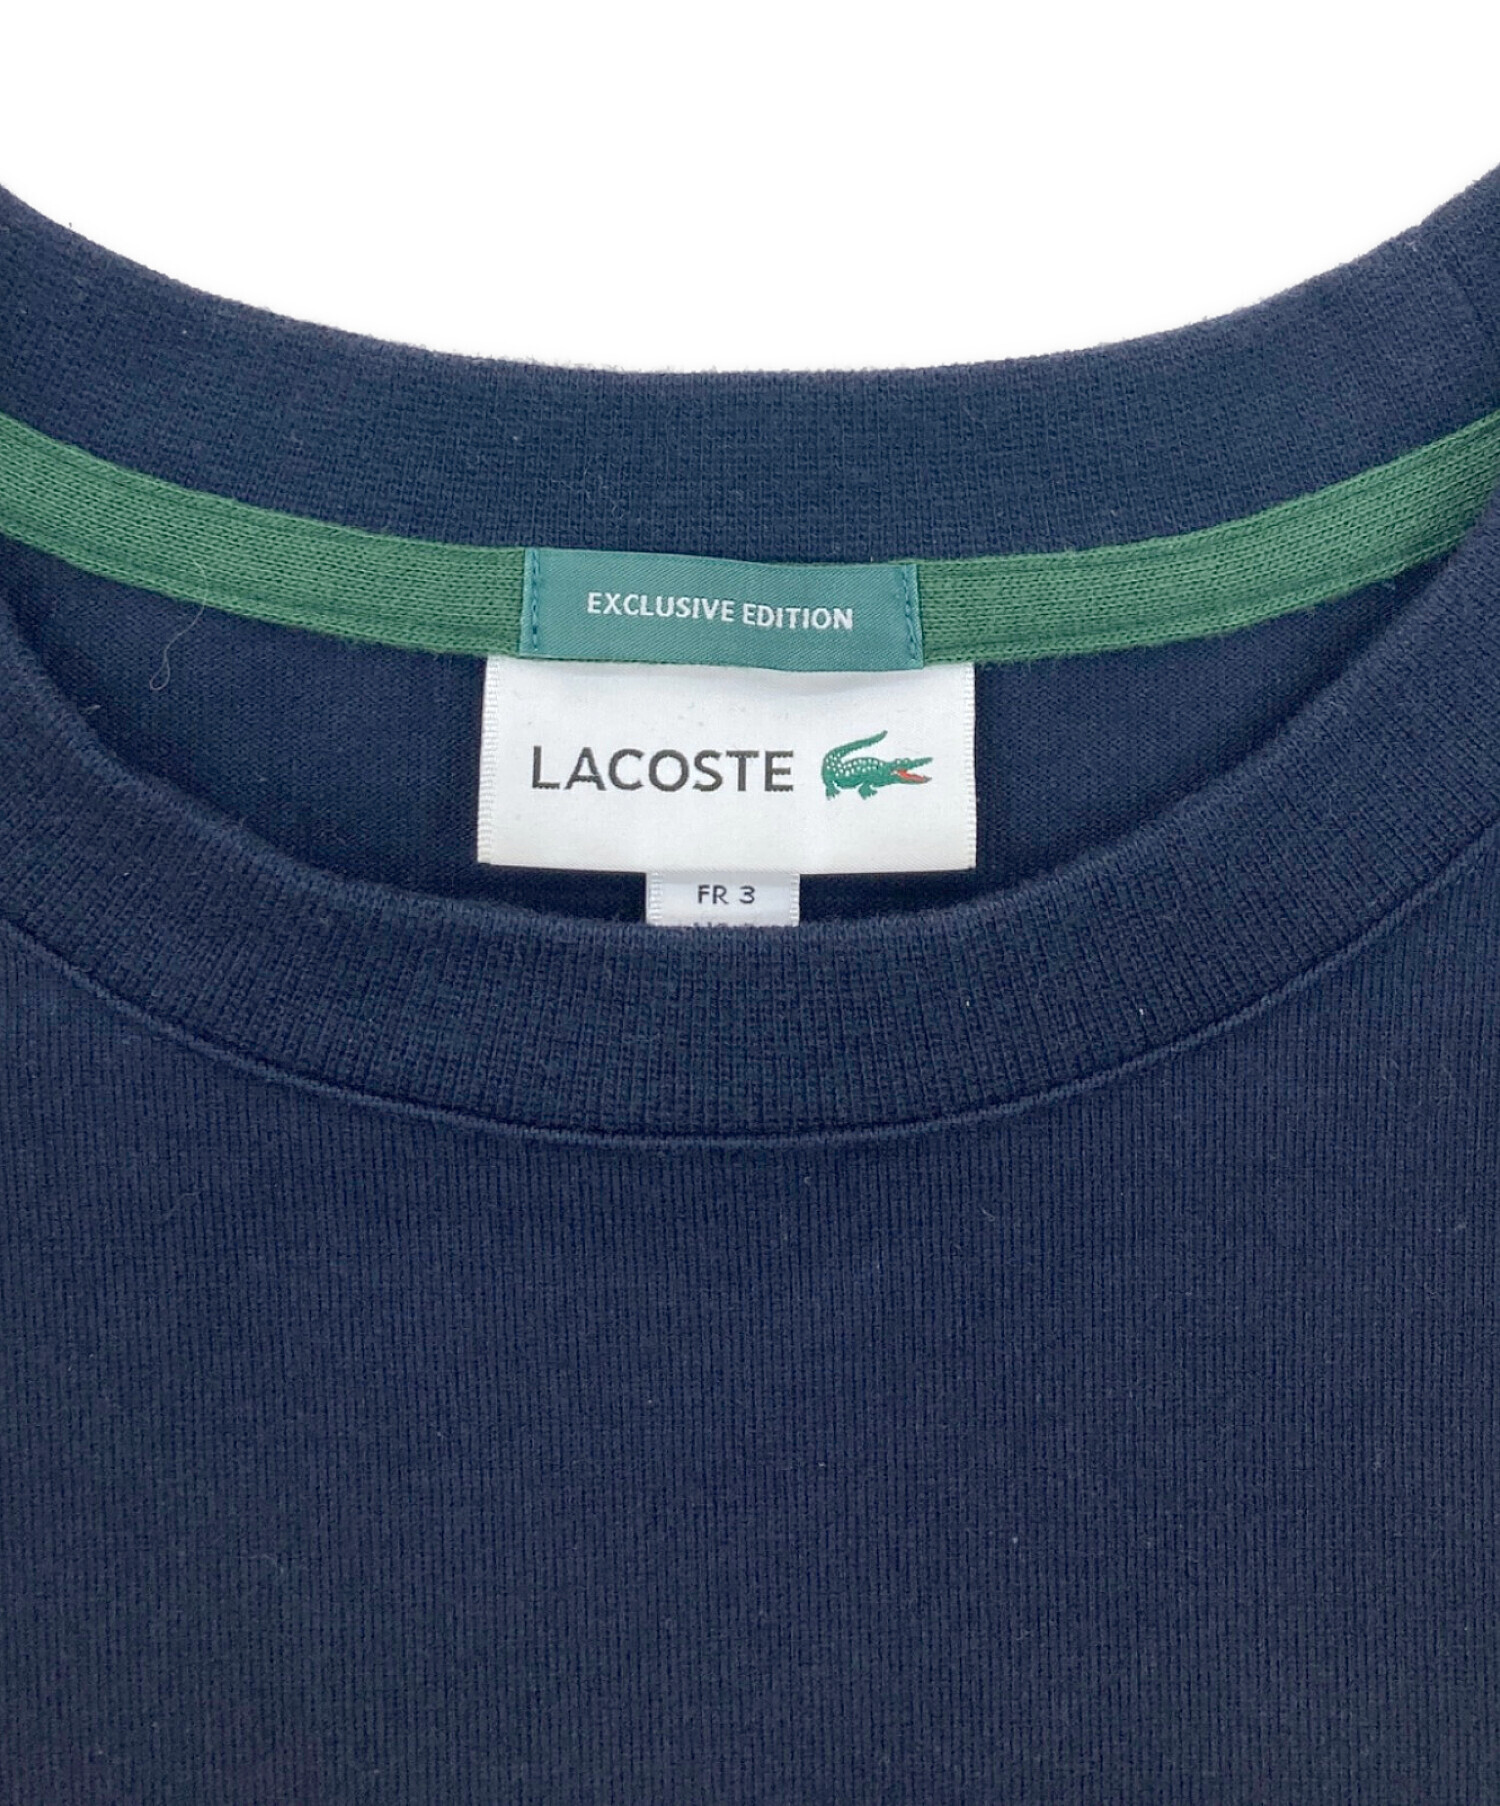 EXCLUSIVE EDITION
LACOSTE
FR 3